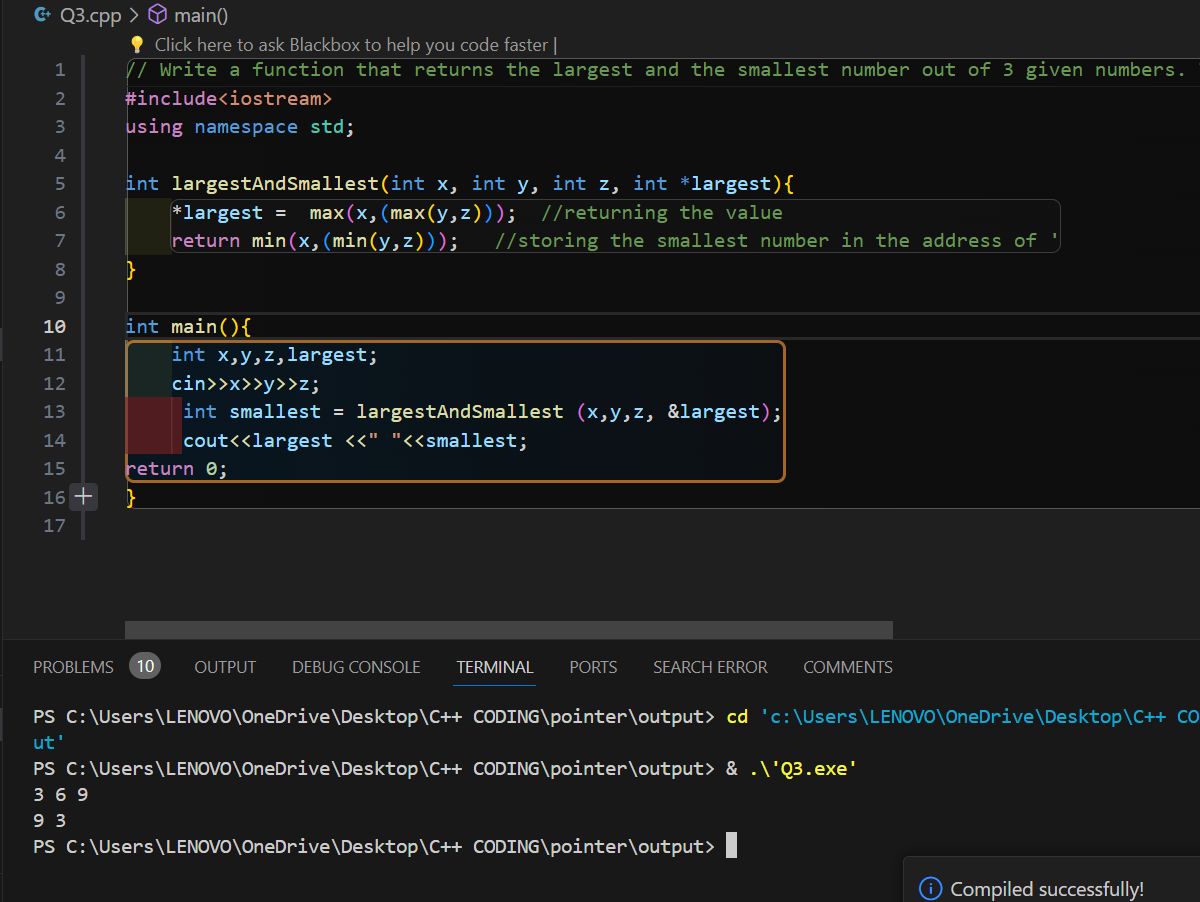 Q3.cpp > main()
Click here to ask Blackbox to help you code faster |
1 // Write a function that returns the largest and the smallest number out of 3 given numbers.
2 #include<iostream>
3 using namespace std;
4
5 int largestAndSmallest(int x, int y, int z, int *largest){
6     *largest =  max(x,(max(y,z)));  //returning the value
7     return min(x,(min(y,z)));   //storing the smallest number in the address of '
8 }
9
10 int main(){
11     int x,y,z,largest;
12     cin>>x>>y>>z;
13      int smallest = largestAndSmallest (x,y,z, &largest);
14      cout<<largest <<" "<<smallest;
15 return 0;
16 }
17
PROBLEMS 10 OUTPUT DEBUG CONSOLE TERMINAL PORTS SEARCH ERROR COMMENTS
PS C:\Users\LENOVO\OneDrive\Desktop\C++ CODING\pointer\output> cd 'c:\Users\LENOVO\OneDrive\Desktop\C++ CO
ut'
PS C:\Users\LENOVO\OneDrive\Desktop\C++ CODING\pointer\output> & .\'Q3.exe'
3 6 9
9 3
PS C:\Users\LENOVO\OneDrive\Desktop\C++ CODING\pointer\output>
Compiled successfully!